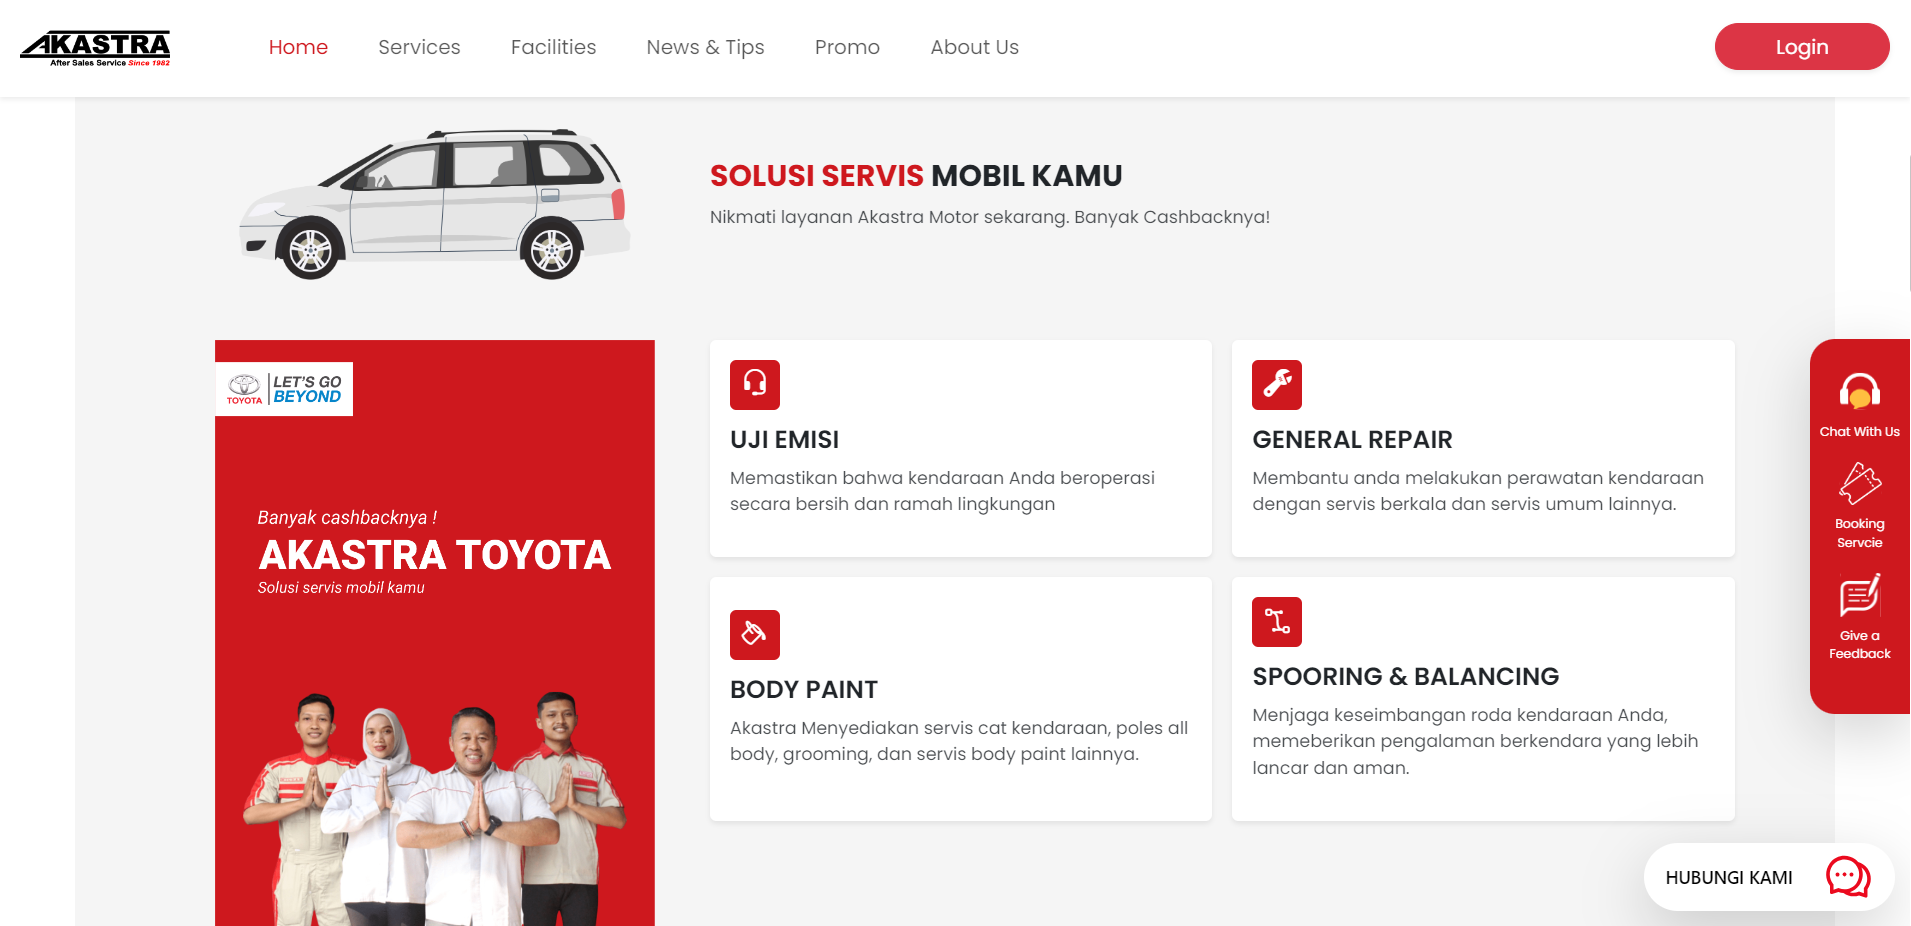 AKASTRA
After Sales Service Since 1982
Home
Services
Facilities
News & Tips
Promo
About Us
Login
SOLUSI SERVIS MOBIL KAMU
Nikmati layanan Akastra Motor sekarang. Banyak Cashbacknya!
TOYOTA
LET'S GO
BEYOND
Banyak cashbacknya !
AKASTRA TOYOTA
Solusi servis mobil kamu
UJI EMISI
Memastikan bahwa kendaraan Anda beroperasi
secara bersih dan ramah lingkungan
GENERAL REPAIR
Membantu anda melakukan perawatan kendaraan
dengan servis berkala dan servis umum lainnya.
BODY PAINT
Akastra Menyediakan servis cat kendaraan, poles all
body, grooming, dan servis body paint lainnya.
SPOORING & BALANCING
Menjaga keseimbangan roda kendaraan Anda,
memeberikan pengalaman berkendara yang lebih
lancar dan aman.
Chat With Us
Booking
Servcie
Give a
Feedback
HUBUNGI KAMI